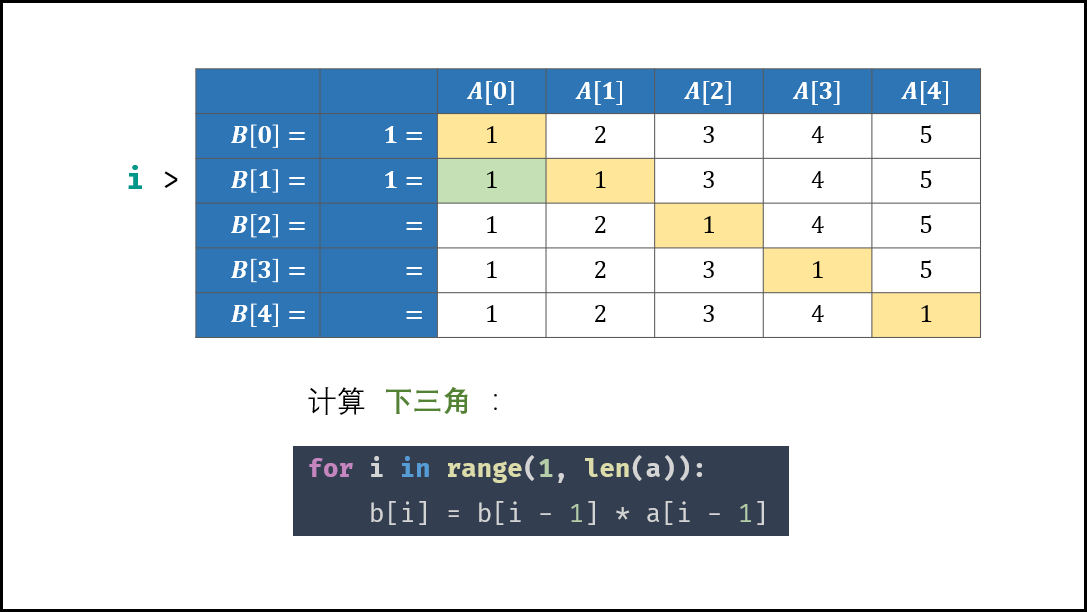 A[0] A[1] A[2] A[3] A[4]
B[0] = 1 = 1 2 3 4 5
i > B[1] = 1 = 1 1 3 4 5
B[2] = = 1 2 1 4 5
B[3] = = 1 2 3 1 5
B[4] = = 1 2 3 4 1
计算 下三角 :
for i in range(1, len(a)):
b[i] = b[i - 1] * a[i - 1]